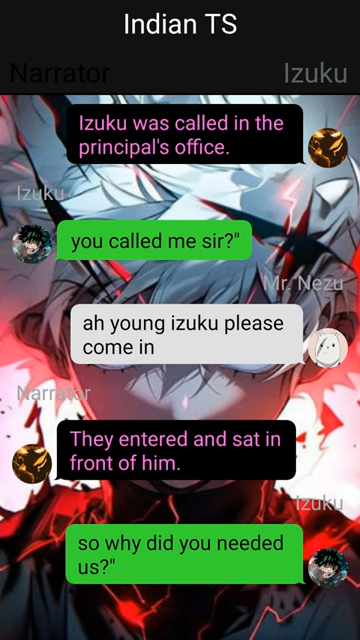 Indian TS
Narrator
Izuku
Izuku was called in the
principal's office.
Izuku
you called me sir?"
Mr. Nezu
ah young izuku please
come in
Narrator
They entered and sat in
front of him.
Izuku
so why did you needed
us?"